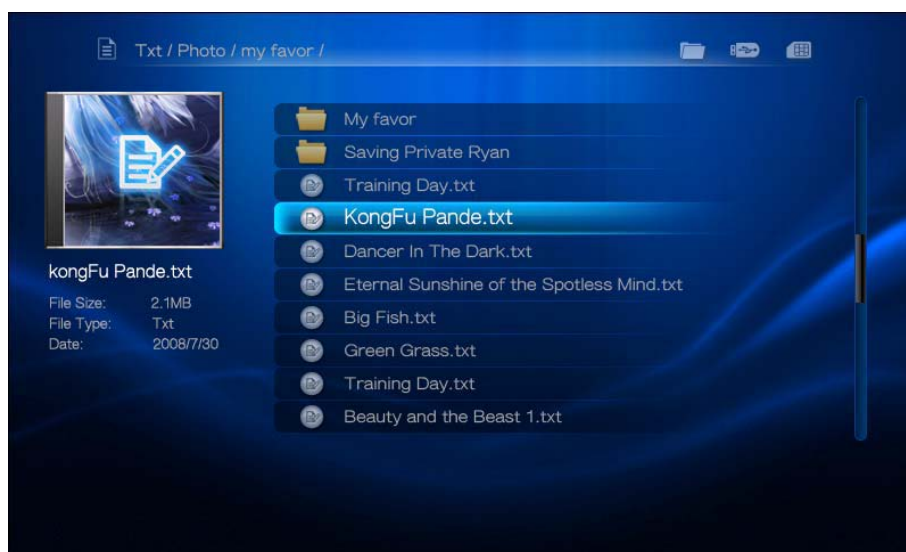 Txt / Photo / my favor /
My favor
Saving Private Ryan
Training Day.txt
KongFu Pande.txt
Dancer In The Dark.txt
Eternal Sunshine of the Spotless Mind.txt
Big Fish.txt
Green Grass.txt
Training Day.txt
Beauty and the Beast 1.txt
kongFu Pande.txt
File Size: 2.1MB
File Type: Txt
Date: 2008/7/30